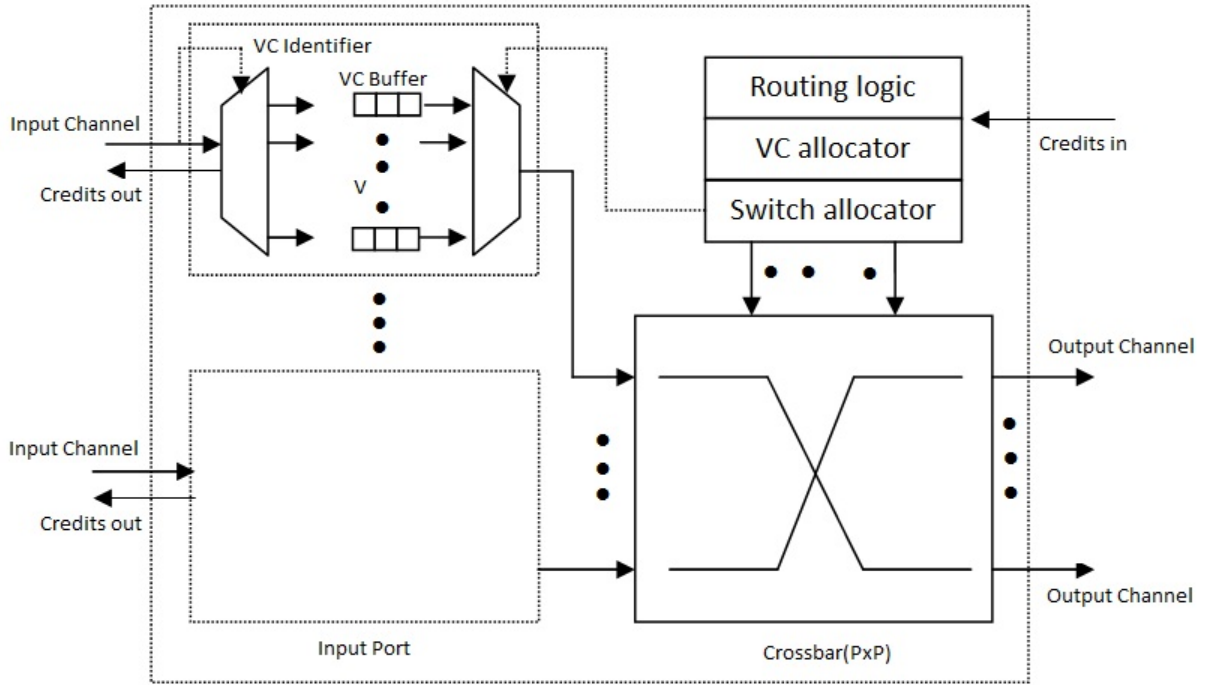 VC Identifier
VC Buffer
Routing logic
Input Channel
VC allocator
Credits in
Credits out
V
Switch allocator
Output Channel
Input Channel
Credits out
Output Channel
Input Port
Crossbar(PxP)